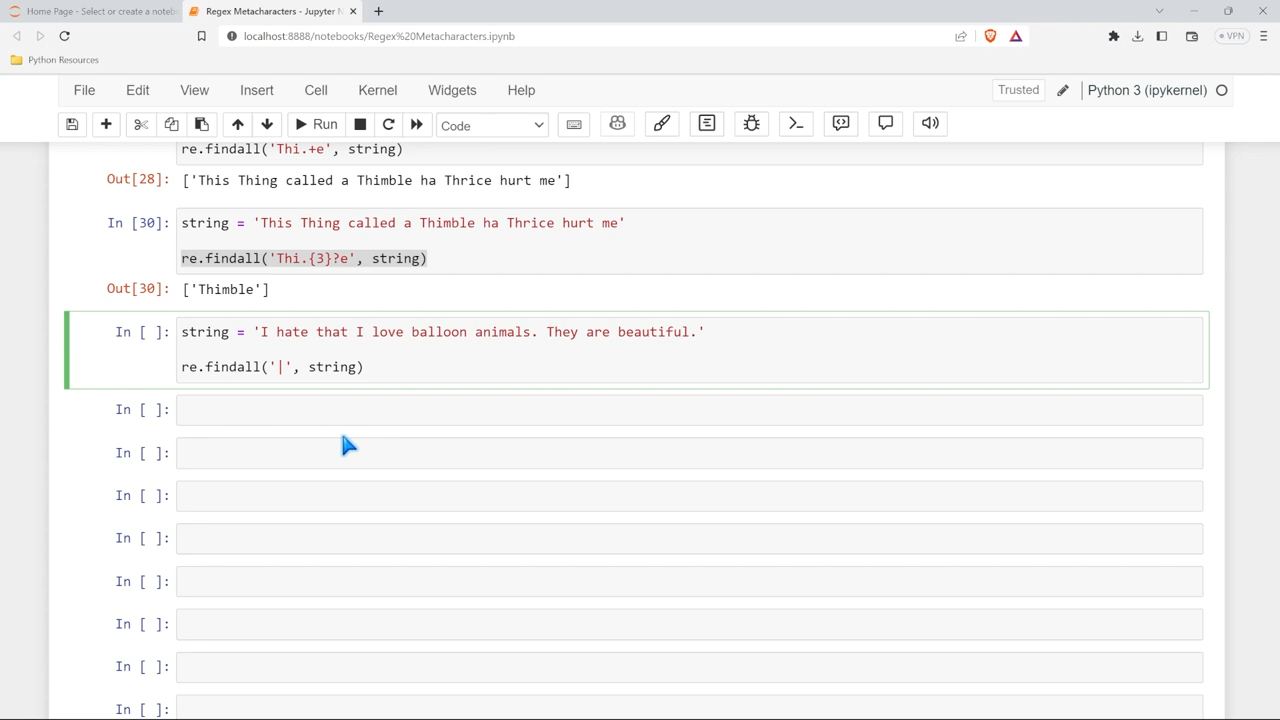 Home Page - Select or create a noteb
Regex Metacharacters - Jupyter N
localhost:8888/notebooks/Regex%20Metacharacters.ipynb
VPN
Python Resources
File Edit View Insert Cell Kernel Widgets Help
Trusted
Python 3 (ipykernel)
Run
Code
re.findall('Thi.+e', string)
Out[28]: ['This Thing called a Thimble ha Thrice hurt me']
In [30]: string = 'This Thing called a Thimble ha Thrice hurt me'
re.findall('Thi.{3}?e', string)
Out[30]: ['Thimble']
In [ ]: string = 'I hate that I love balloon animals. They are beautiful.'
re.findall('|', string)
In [ ]:
In [ ]:
In [ ]:
In [ ]:
In [ ]:
In [ ]:
In [ ]:
In [ ]: